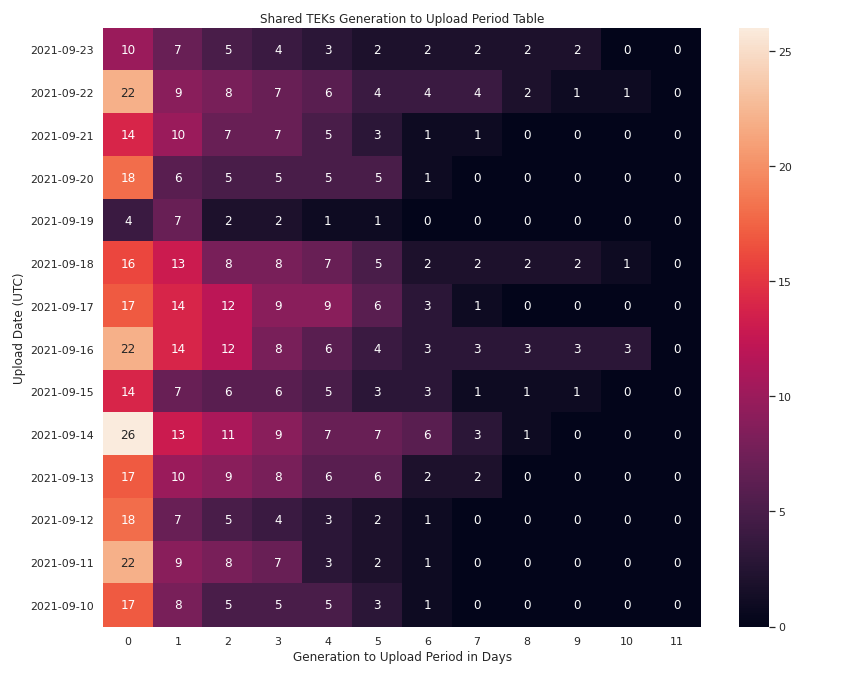 Shared TEKs Generation to Upload Period Table
Upload Date (UTC)
2021-09-23 10 7 5 4 3 2 2 2 2 2 0 0
2021-09-22 22 9 8 7 6 4 4 4 2 1 1 0
2021-09-21 14 10 7 7 5 3 1 1 0 0 0 0
2021-09-20 18 6 5 5 5 5 1 0 0 0 0 0
2021-09-19 4 7 2 2 1 1 0 0 0 0 0 0
2021-09-18 16 13 8 8 7 5 2 2 2 2 1 0
2021-09-17 17 14 12 9 9 6 3 1 0 0 0 0
2021-09-16 22 14 12 8 6 4 3 3 3 3 3 0
2021-09-15 14 7 6 6 5 3 3 1 1 1 0 0
2021-09-14 26 13 11 9 7 7 6 3 1 0 0 0
2021-09-13 17 10 9 8 6 6 2 2 0 0 0 0
2021-09-12 18 7 5 4 3 2 1 0 0 0 0 0
2021-09-11 22 9 8 7 3 2 1 0 0 0 0 0
2021-09-10 17 8 5 5 5 3 1 0 0 0 0 0
0 1 2 3 4 5 6 7 8 9 10 11
Generation to Upload Period in Days
25
20
15
10
5
0